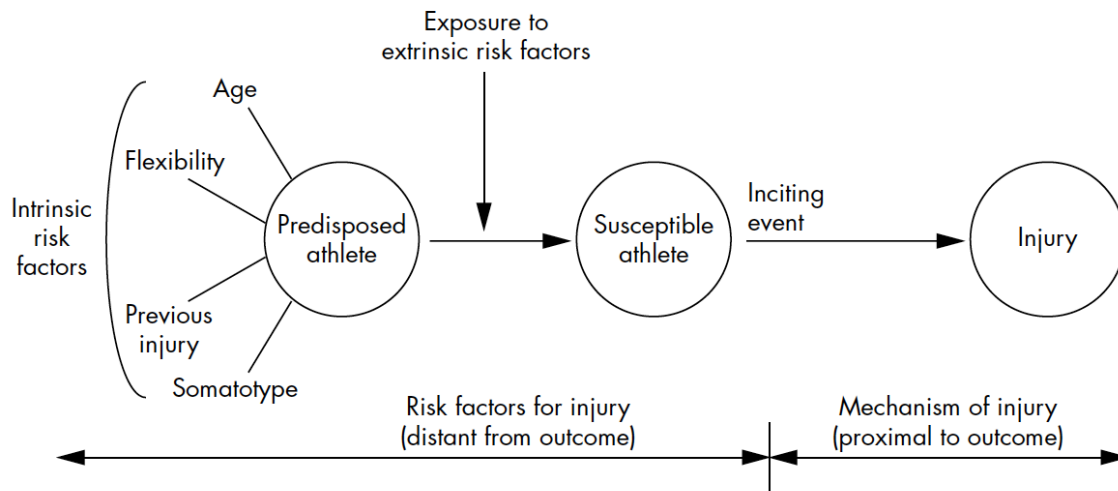 Exposure to
extrinsic risk factors
Age
Flexibility
Intrinsic
risk
factors
Predisposed
athlete
Previous
injury
Somatotype
Susceptible
athlete
Inciting
event
Injury
Risk factors for injury
(distant from outcome)
Mechanism of injury
(proximal to outcome)